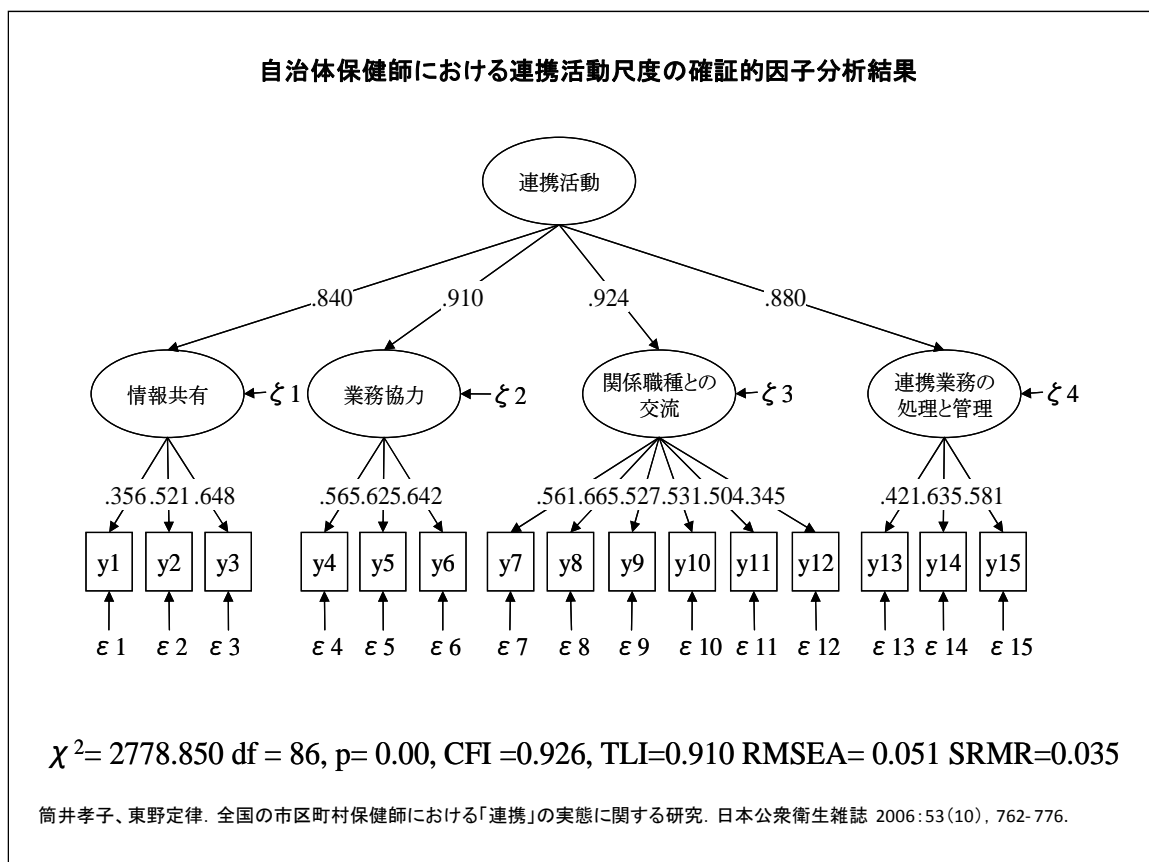 自治体保健師における連携活動尺度の確証的因子分析結果
連携活動
.840 .910 .924 .880
情報共有 ζ1 業務協力 ζ2 関係職種との ζ3 連携業務の ζ4
交流 処理と管理
.356 .521 .648 .565 .625 .642 .561 .665 .527 .531 .504 .345 .421 .635 .581
y1 y2 y3 y4 y5 y6 y7 y8 y9 y10 y11 y12 y13 y14 y15
ε1 ε2 ε3 ε4 ε5 ε6 ε7 ε8 ε9 ε10 ε11 ε12 ε13 ε14 ε15
χ²= 2778.850 df = 86, p= 0.00, CFI =0.926, TLI=0.910 RMSEA= 0.051 SRMR=0.035
筒井孝子、東野定律. 全国の市区町村保健師における「連携」の実態に関する研究. 日本公衆衛生雑誌 2006:53(10), 762-776.